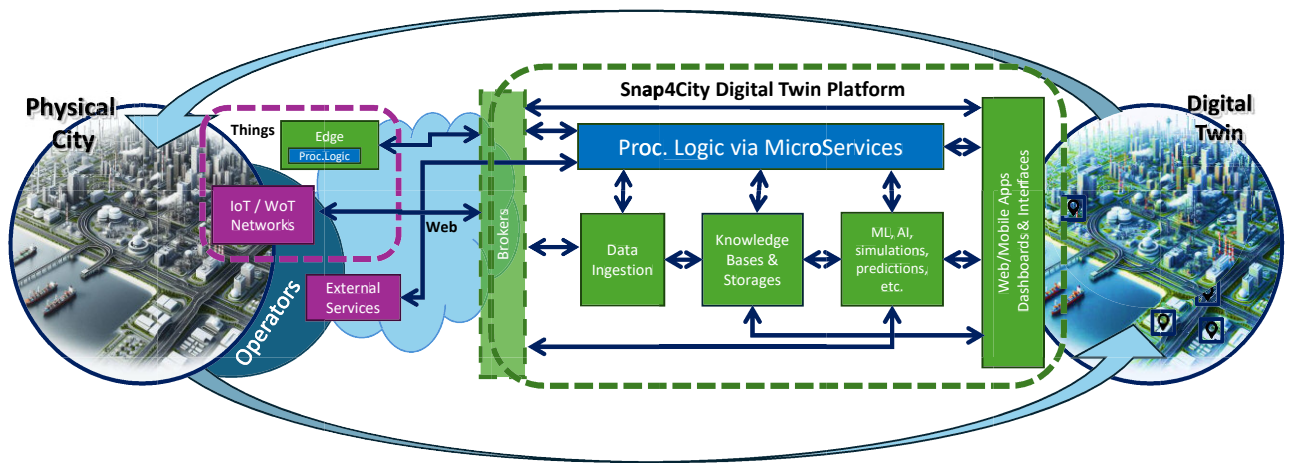 Snap4City Digital Twin Platform
Physical
City
Digital
Twin
Things
Edge
Proc.Logic
IoT / WoT
Networks
Web
External
Services
Operators
Brokers
Proc. Logic via MicroServices
Data
Ingestion
Knowledge
Bases &
Storages
ML, AI,
simulations,
predictions,
etc.
Web/Mobile Apps
Dashboards & Interfaces